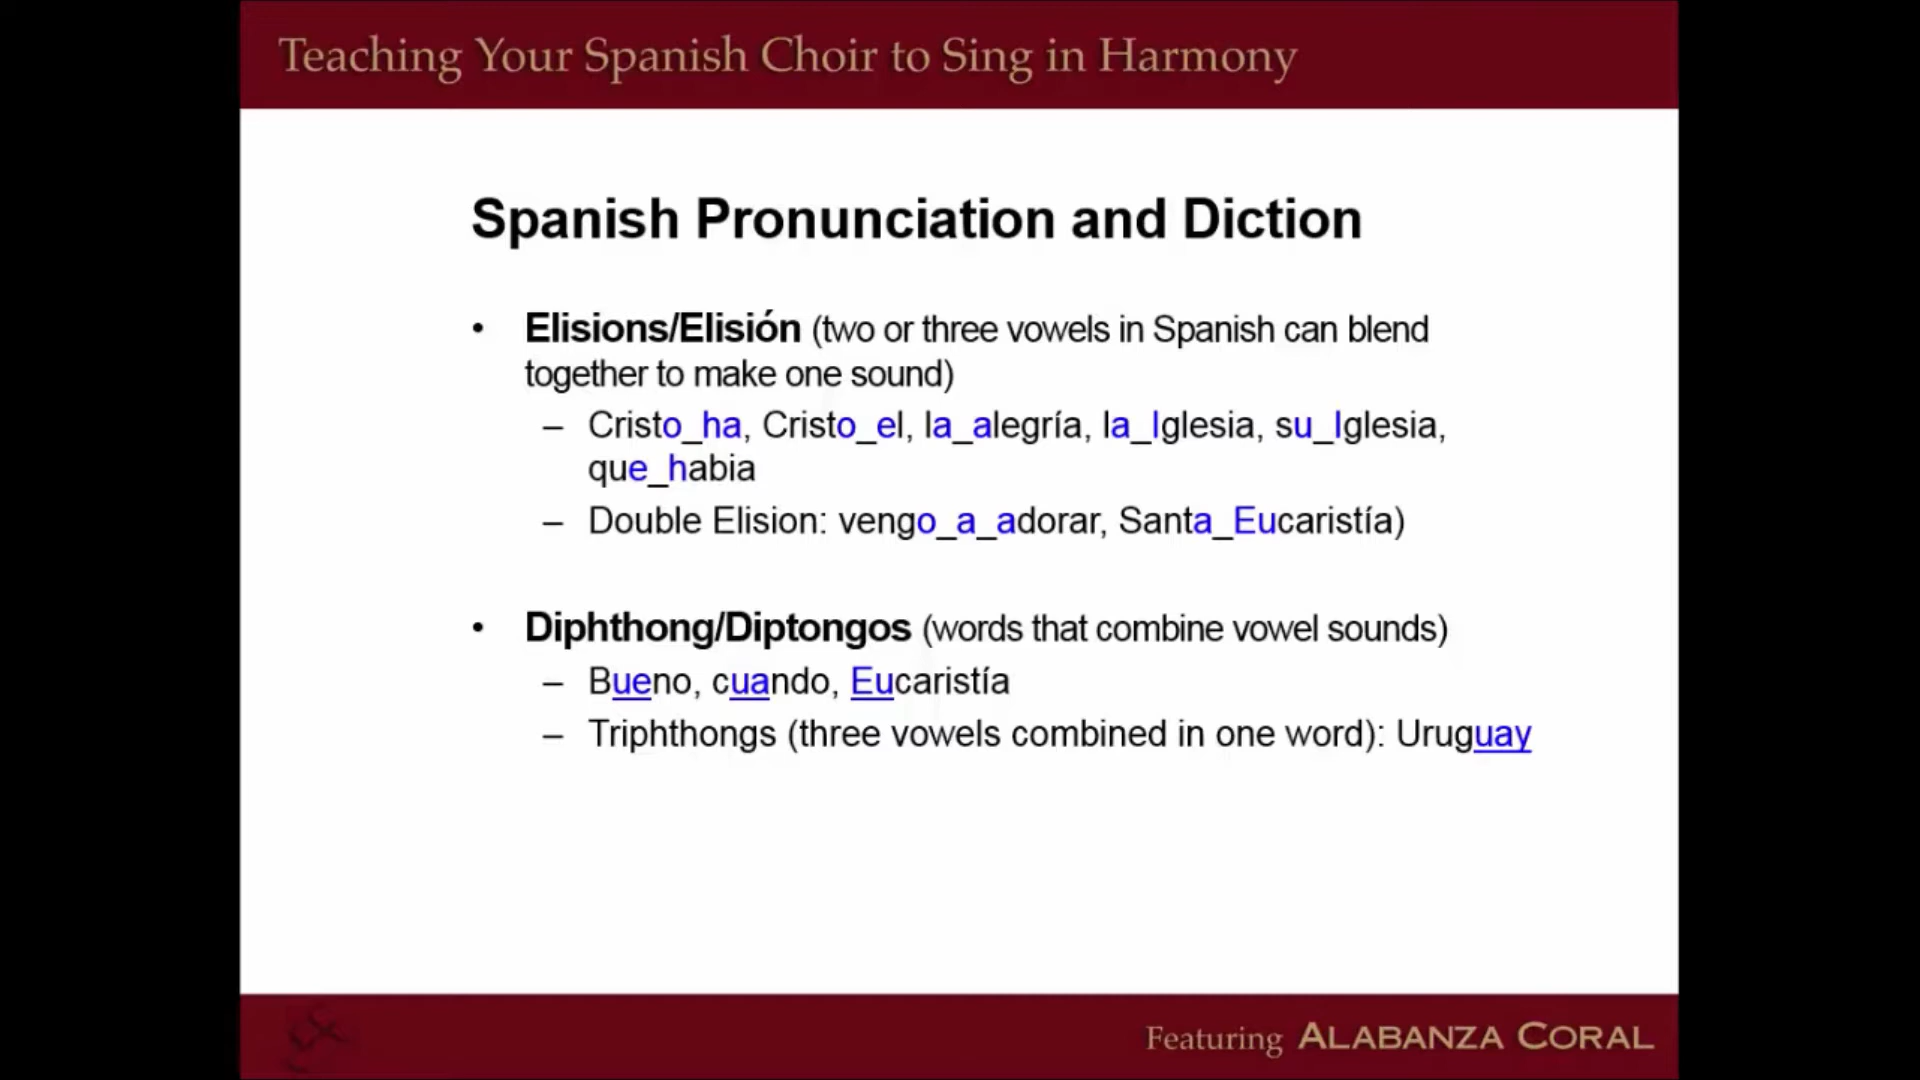 Teaching Your Spanish Choir to Sing in Harmony
Spanish Pronunciation and Diction
• Elisions/Elisión (two or three vowels in Spanish can blend
together to make one sound)
– Cristo_ha, Cristo_el, la_alegría, la_Iglesia, su_Iglesia,
que_habia
– Double Elision: vengo_a_adorar, Santa_Eucaristía)
• Diphthong/Diptongos (words that combine vowel sounds)
– Bueno, cuando, Eucaristía
– Triphthongs (three vowels combined in one word): Uruguay
Featuring ALABANZA CORAL